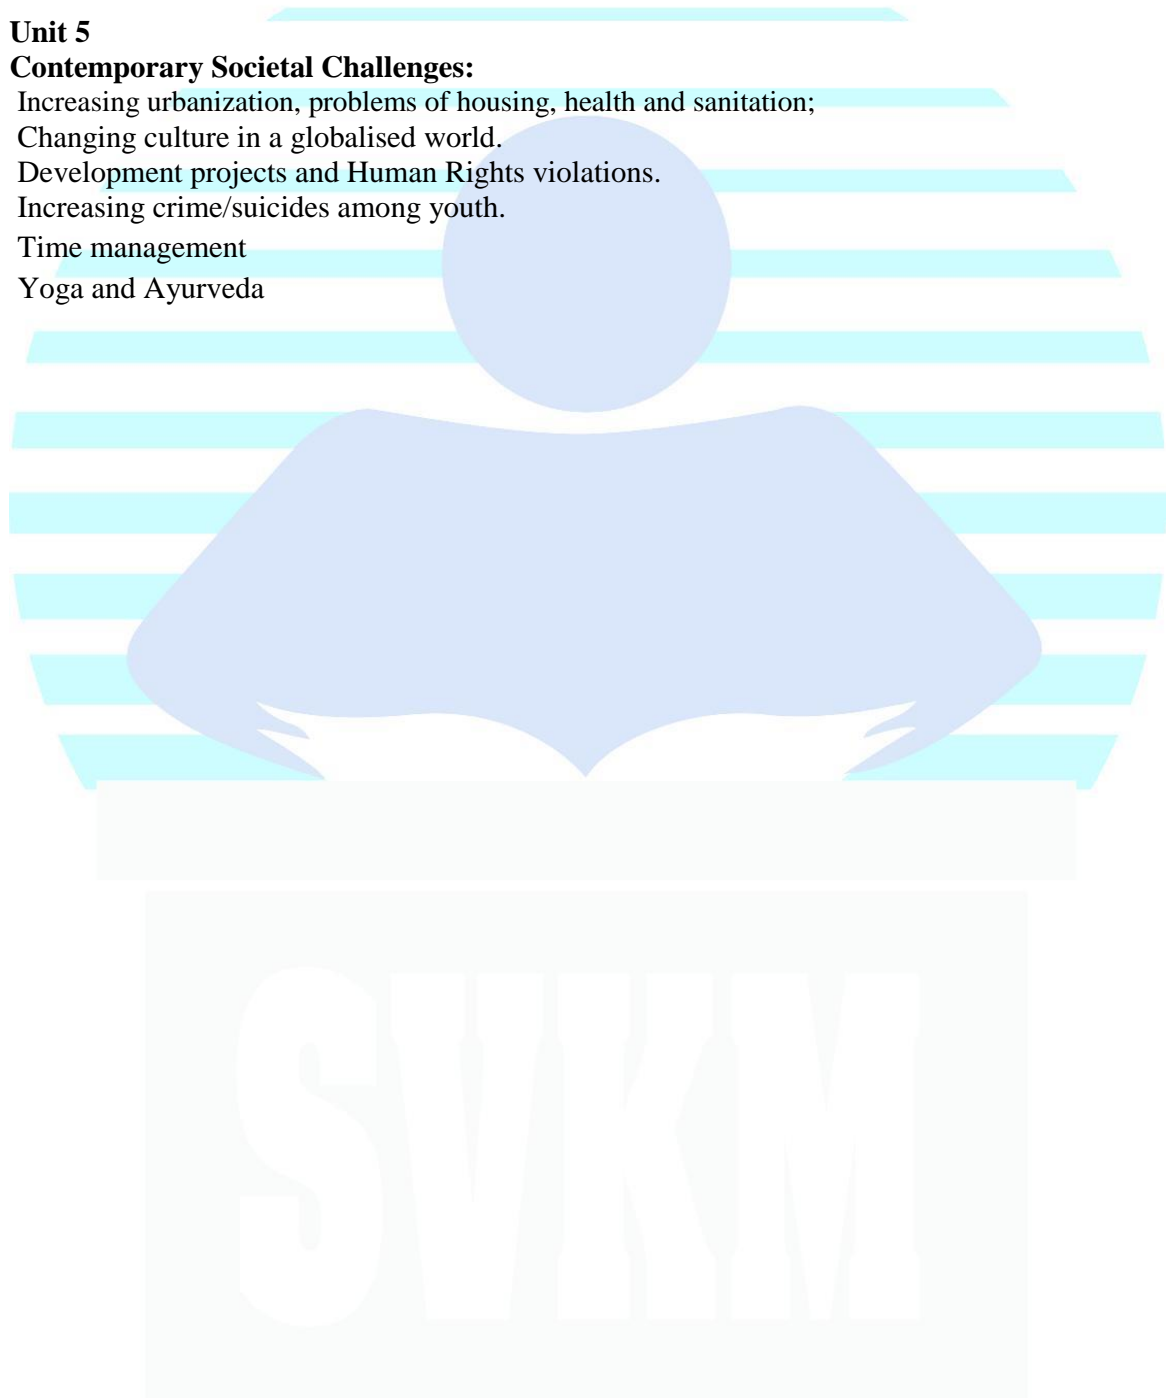 Unit 5
Contemporary Societal Challenges:
Increasing urbanization, problems of housing, health and sanitation;
Changing culture in a globalised world.
Development projects and Human Rights violations.
Increasing crime/suicides among youth.
Time management
Yoga and Ayurveda
SVKM